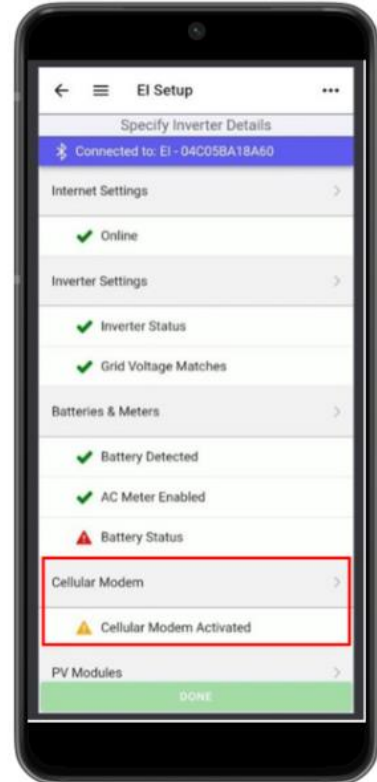 EI Setup
Specify Inverter Details
Connected to: EI - 04C05BA18A60
Internet Settings
Online
Inverter Settings
Inverter Status
Grid Voltage Matches
Batteries & Meters
Battery Detected
AC Meter Enabled
Battery Status
Cellular Modem
Cellular Modem Activated
PV Modules
DONE